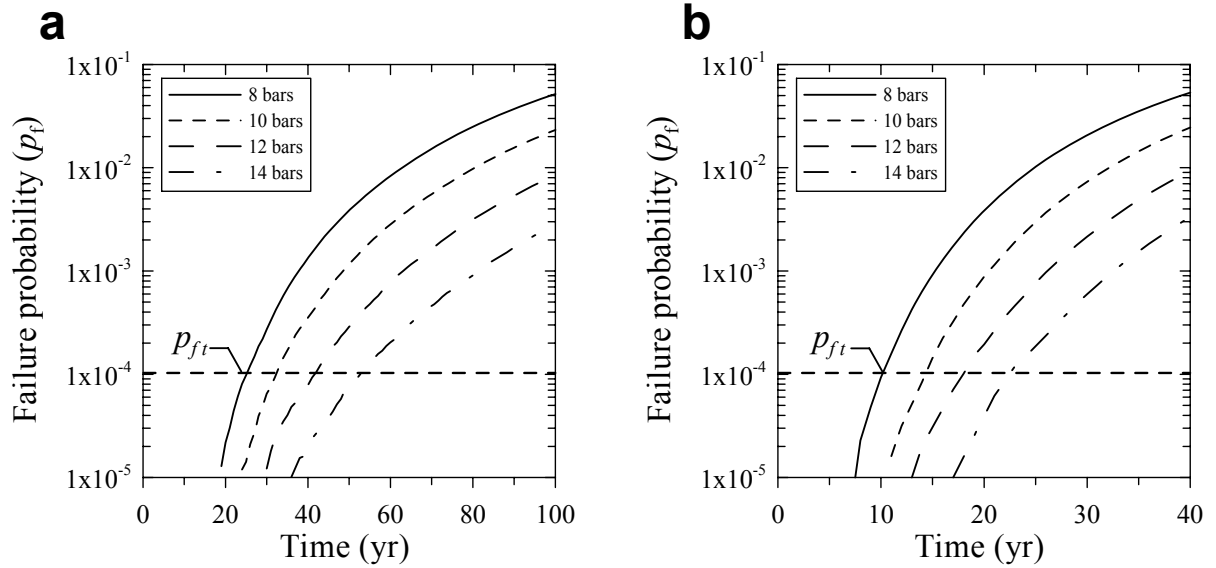 a
Failure probability (p_f)
1x10^-1
1x10^-2
1x10^-3
1x10^-4
1x10^-5
8 bars
10 bars
12 bars
14 bars
p_{f t}
0 20 40 60 80 100
Time (yr)
b
Failure probability (p_f)
1x10^-1
1x10^-2
1x10^-3
1x10^-4
1x10^-5
8 bars
10 bars
12 bars
14 bars
p_{f t}
0 10 20 30 40
Time (yr)